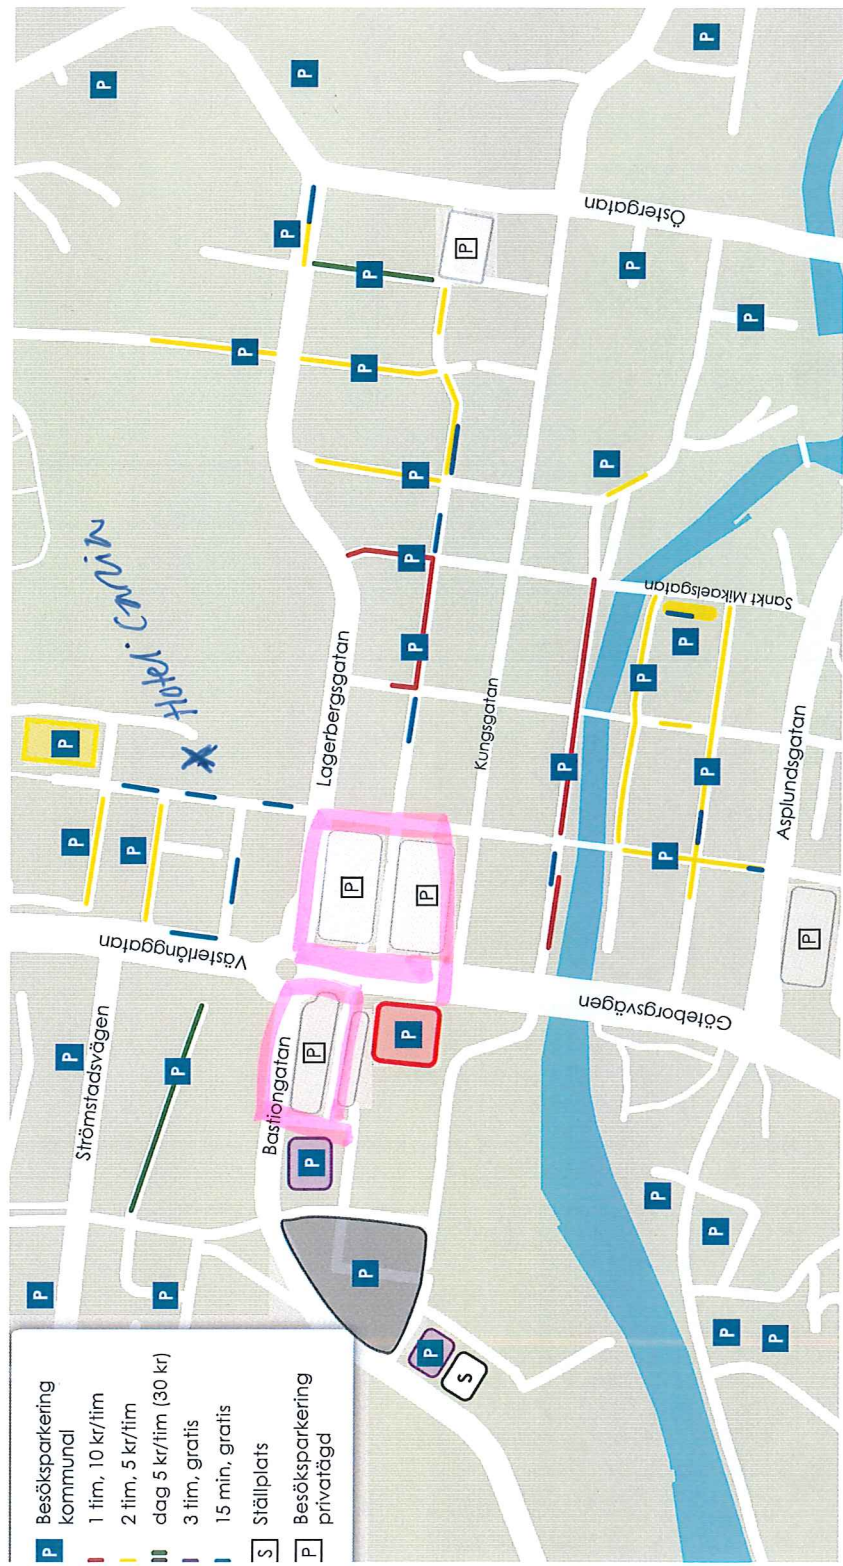 P Besöksparkering
kommunal
1 tim, 10 kr/tim
2 tim, 5 kr/tim
dag 5 kr/tim (30 kr)
3 tim, gratis
15 min, gratis
S Ställplats
P Besöksparkering
privatägd
Strömstadsvägen
Västerlånggatan
Hotel Carlia
Bastiongatan
Lagerbergsgatan
Kungsgatan
Östergatan
Göteborgsvägen
Sankt Mikaelsgatan
Asplundsgatan
S